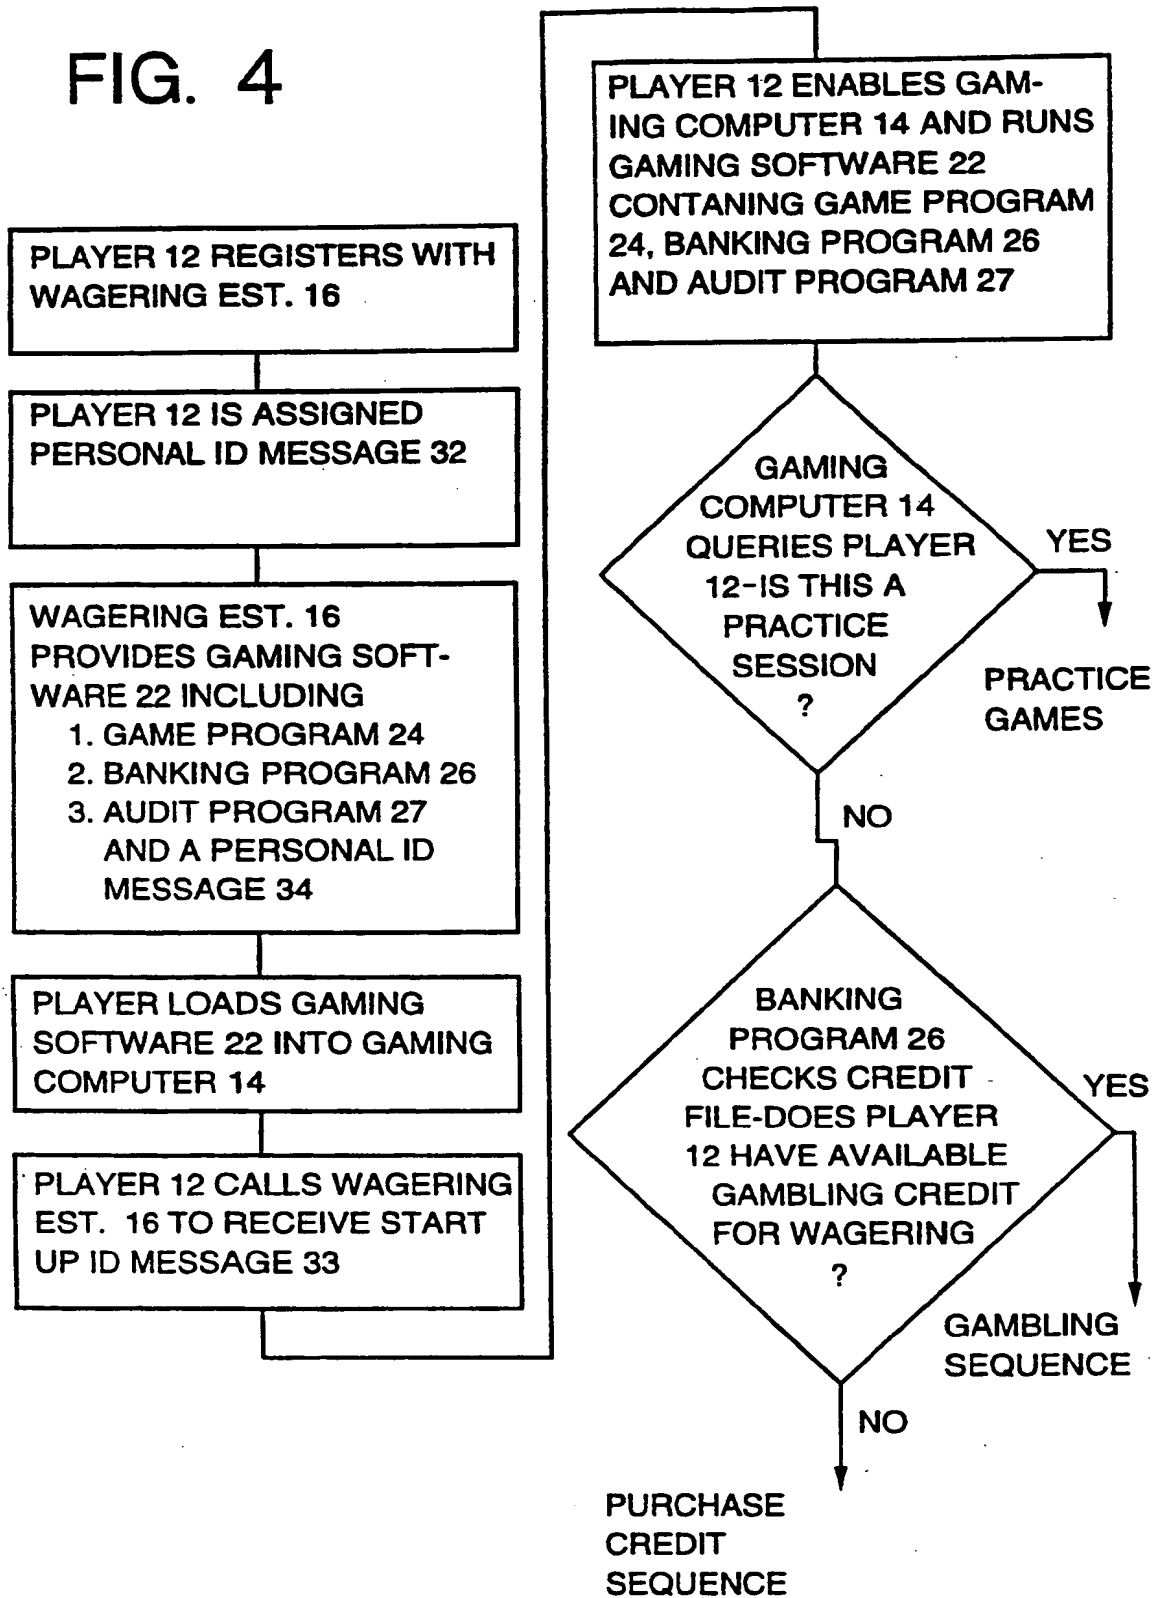 FIG. 4
PLAYER 12 REGISTERS WITH
WAGERING EST. 16
PLAYER 12 IS ASSIGNED
PERSONAL ID MESSAGE 32
WAGERING EST. 16
PROVIDES GAMING SOFT-
WARE 22 INCLUDING
1. GAME PROGRAM 24
2. BANKING PROGRAM 26
3. AUDIT PROGRAM 27
AND A PERSONAL ID
MESSAGE 34
PLAYER LOADS GAMING
SOFTWARE 22 INTO GAMING
COMPUTER 14
PLAYER 12 CALLS WAGERING
EST. 16 TO RECEIVE START
UP ID MESSAGE 33
PLAYER 12 ENABLES GAM-
ING COMPUTER 14 AND RUNS
GAMING SOFTWARE 22
CONTANING GAME PROGRAM
24, BANKING PROGRAM 26
AND AUDIT PROGRAM 27
GAMING
COMPUTER 14
QUERIES PLAYER
12-IS THIS A
PRACTICE
SESSION
?
YES
PRACTICE
GAMES
NO
BANKING
PROGRAM 26
CHECKS CREDIT
FILE-DOES PLAYER
12 HAVE AVAILABLE
GAMBLING CREDIT
FOR WAGERING
?
YES
GAMBLING
SEQUENCE
NO
PURCHASE
CREDIT
SEQUENCE